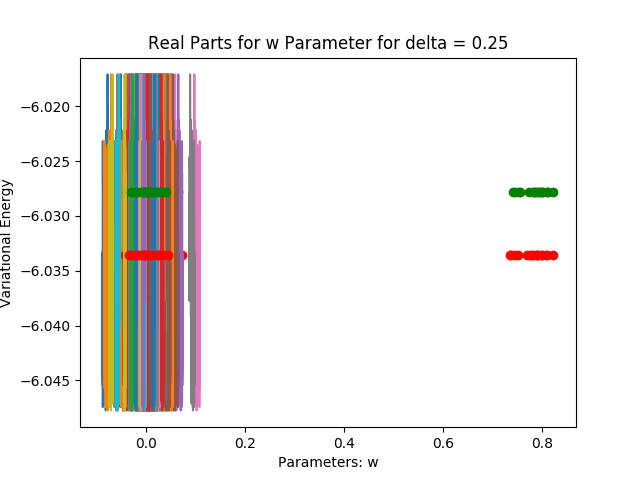 Real Parts for w Parameter for delta = 0.25
Variational Energy
−6.020
−6.025
−6.030
−6.035
−6.040
−6.045
0.0 0.2 0.4 0.6 0.8
Parameters: w